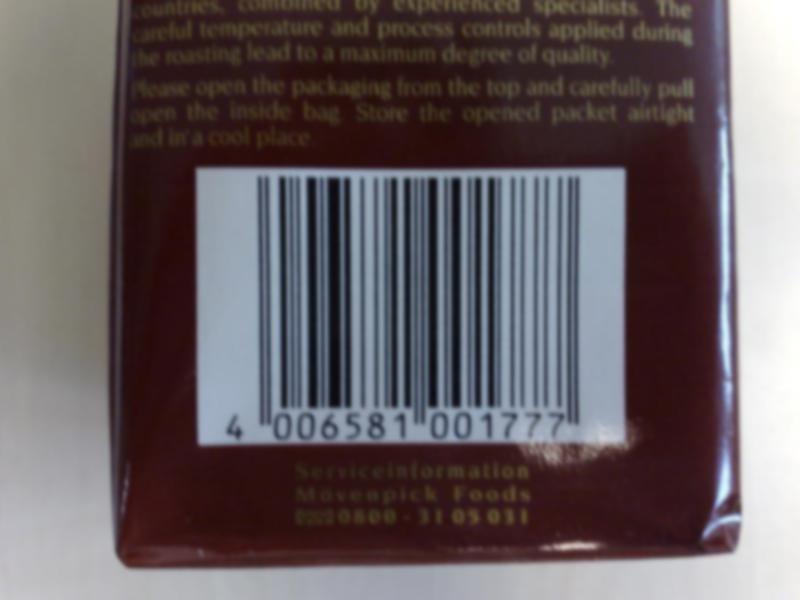 countries, combined by experienced specialists. The
careful temperature and process controls applied during
the roasting lead to a maximum degree of quality.
Please open the packaging from the top and carefully pull
open the inside bag. Store the opened packet airtight
and in a cool place.
4 006581 001777
Serviceinformation
Mövenpick Foods
0800 - 31 05 031